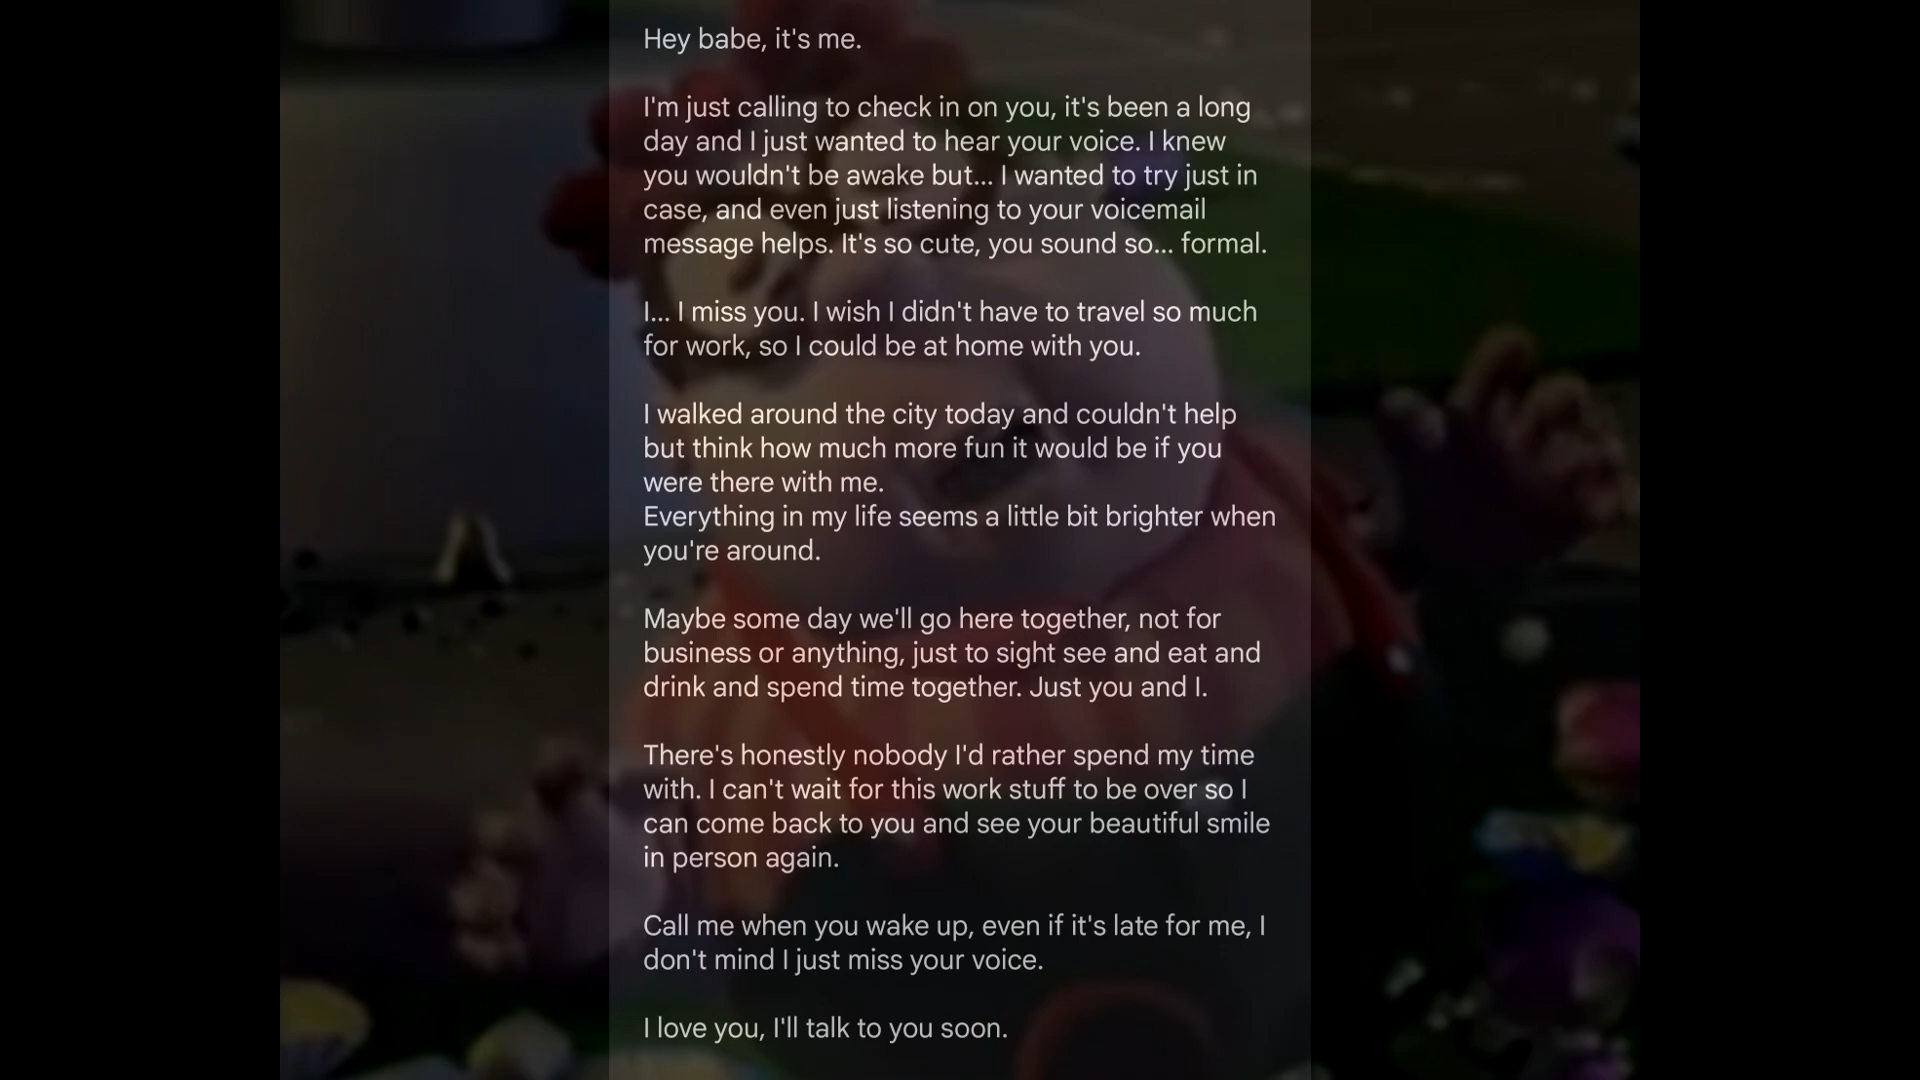 Hey babe, it's me.
I'm just calling to check in on you, it's been a long
day and I just wanted to hear your voice. I knew
you wouldn't be awake but... I wanted to try just in
case, and even just listening to your voicemail
message helps. It's so cute, you sound so... formal.
I... I miss you. I wish I didn't have to travel so much
for work, so I could be at home with you.
I walked around the city today and couldn't help
but think how much more fun it would be if you
were there with me.
Everything in my life seems a little bit brighter when
you're around.
Maybe some day we'll go here together, not for
business or anything, just to sight see and eat and
drink and spend time together. Just you and I.
There's honestly nobody I'd rather spend my time
with. I can't wait for this work stuff to be over so I
can come back to you and see your beautiful smile
in person again.
Call me when you wake up, even if it's late for me, I
don't mind I just miss your voice.
I love you, I'll talk to you soon.